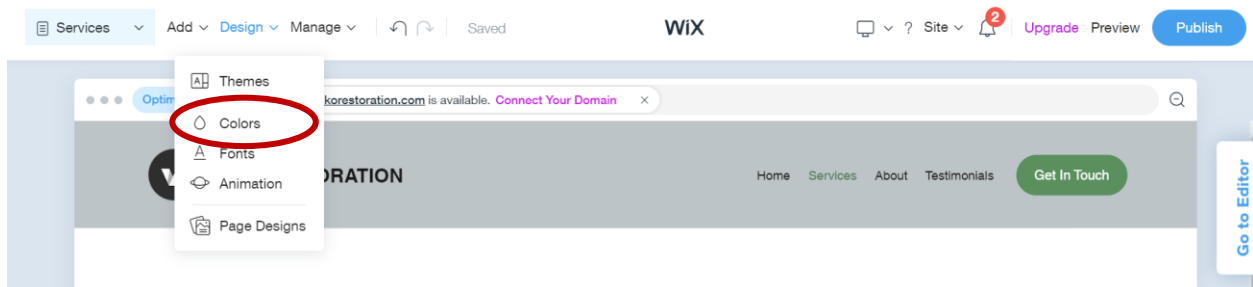 Services Add Design Manage Saved WiX ? Site 2 Upgrade Preview Publish
Themes
Optim korestoration.com is available. Connect Your Domain ×
Colors
Fonts
ORATION Home Services About Testimonials Get In Touch
Animation
Page Designs
Go to Editor